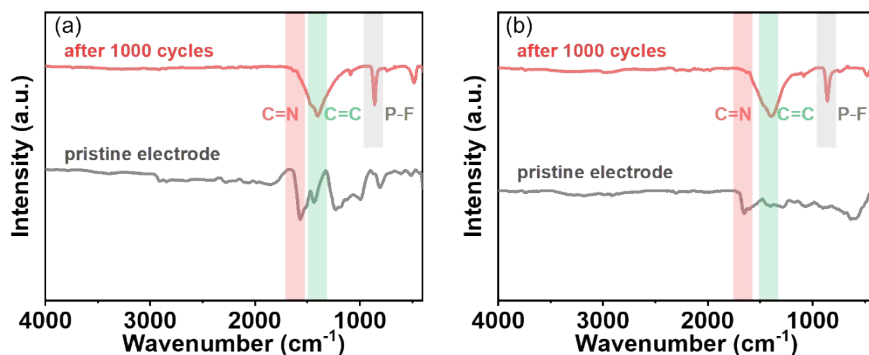 (a)
after 1000 cycles
C=N
C=C
P-F
pristine electrode
Intensity (a.u.)
4000 3000 2000 1000
Wavenumber (cm⁻¹)
(b)
after 1000 cycles
C=N
C=C
P-F
pristine electrode
Intensity (a.u.)
4000 3000 2000 1000
Wavenumber (cm⁻¹)